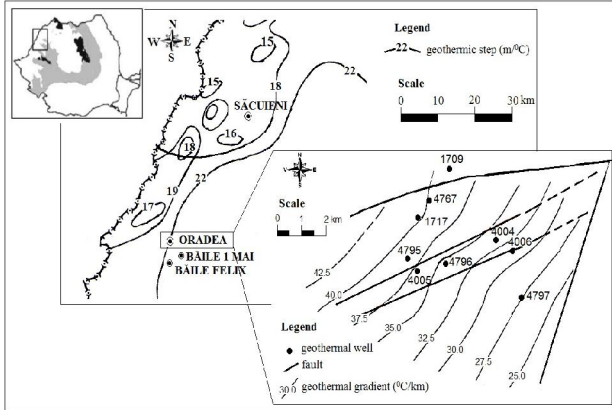 N
W E
S
15
15
18
22
SĂCUIENI
16
18
19
22
17
ORADEA
BĂILE 1 MAI
BĂILE FELIX
Legend
22 geothermic step (m/⁰C)
Scale
0 10 20 30 km
N
Scale
0 1 2 km
1709
4767
1717
4004
4006
4795
4796
4005
4797
42.5
40.0
37.5
35.0
32.5
30.0
27.5
25.0
Legend
geothermal well
fault
30.0 geothermal gradient (⁰C/km)